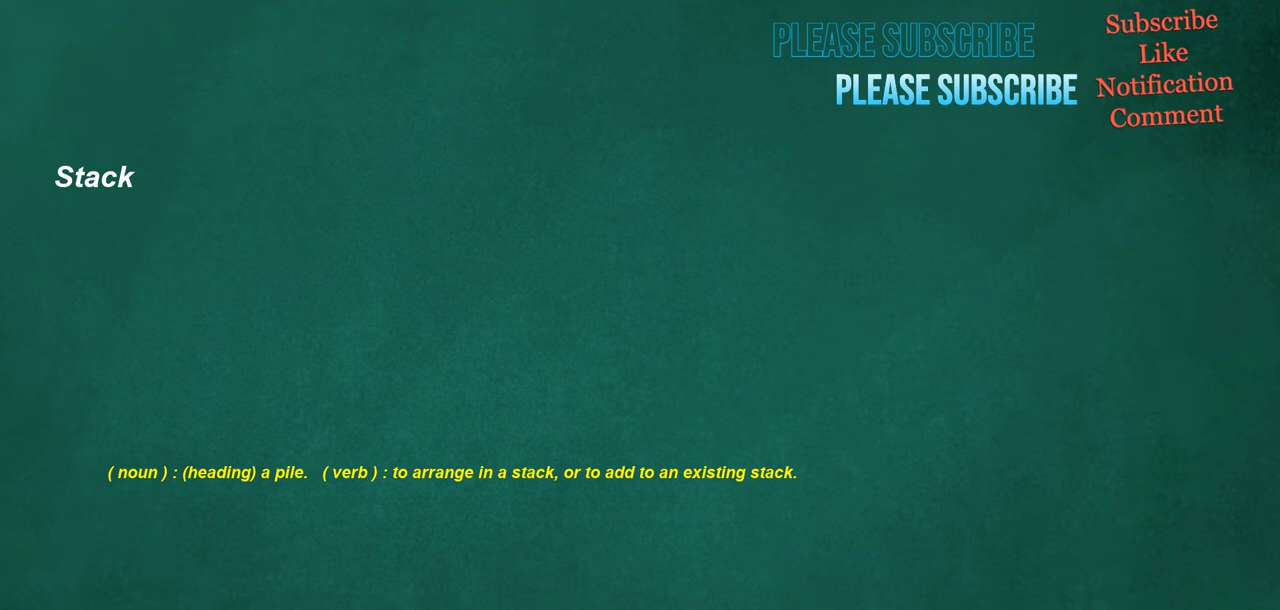 PLEASE SUBSCRIBE
PLEASE SUBSCRIBE
Subscribe
Like
Notification
Comment
Stack
( noun ) : (heading) a pile.   ( verb ) : to arrange in a stack, or to add to an existing stack.